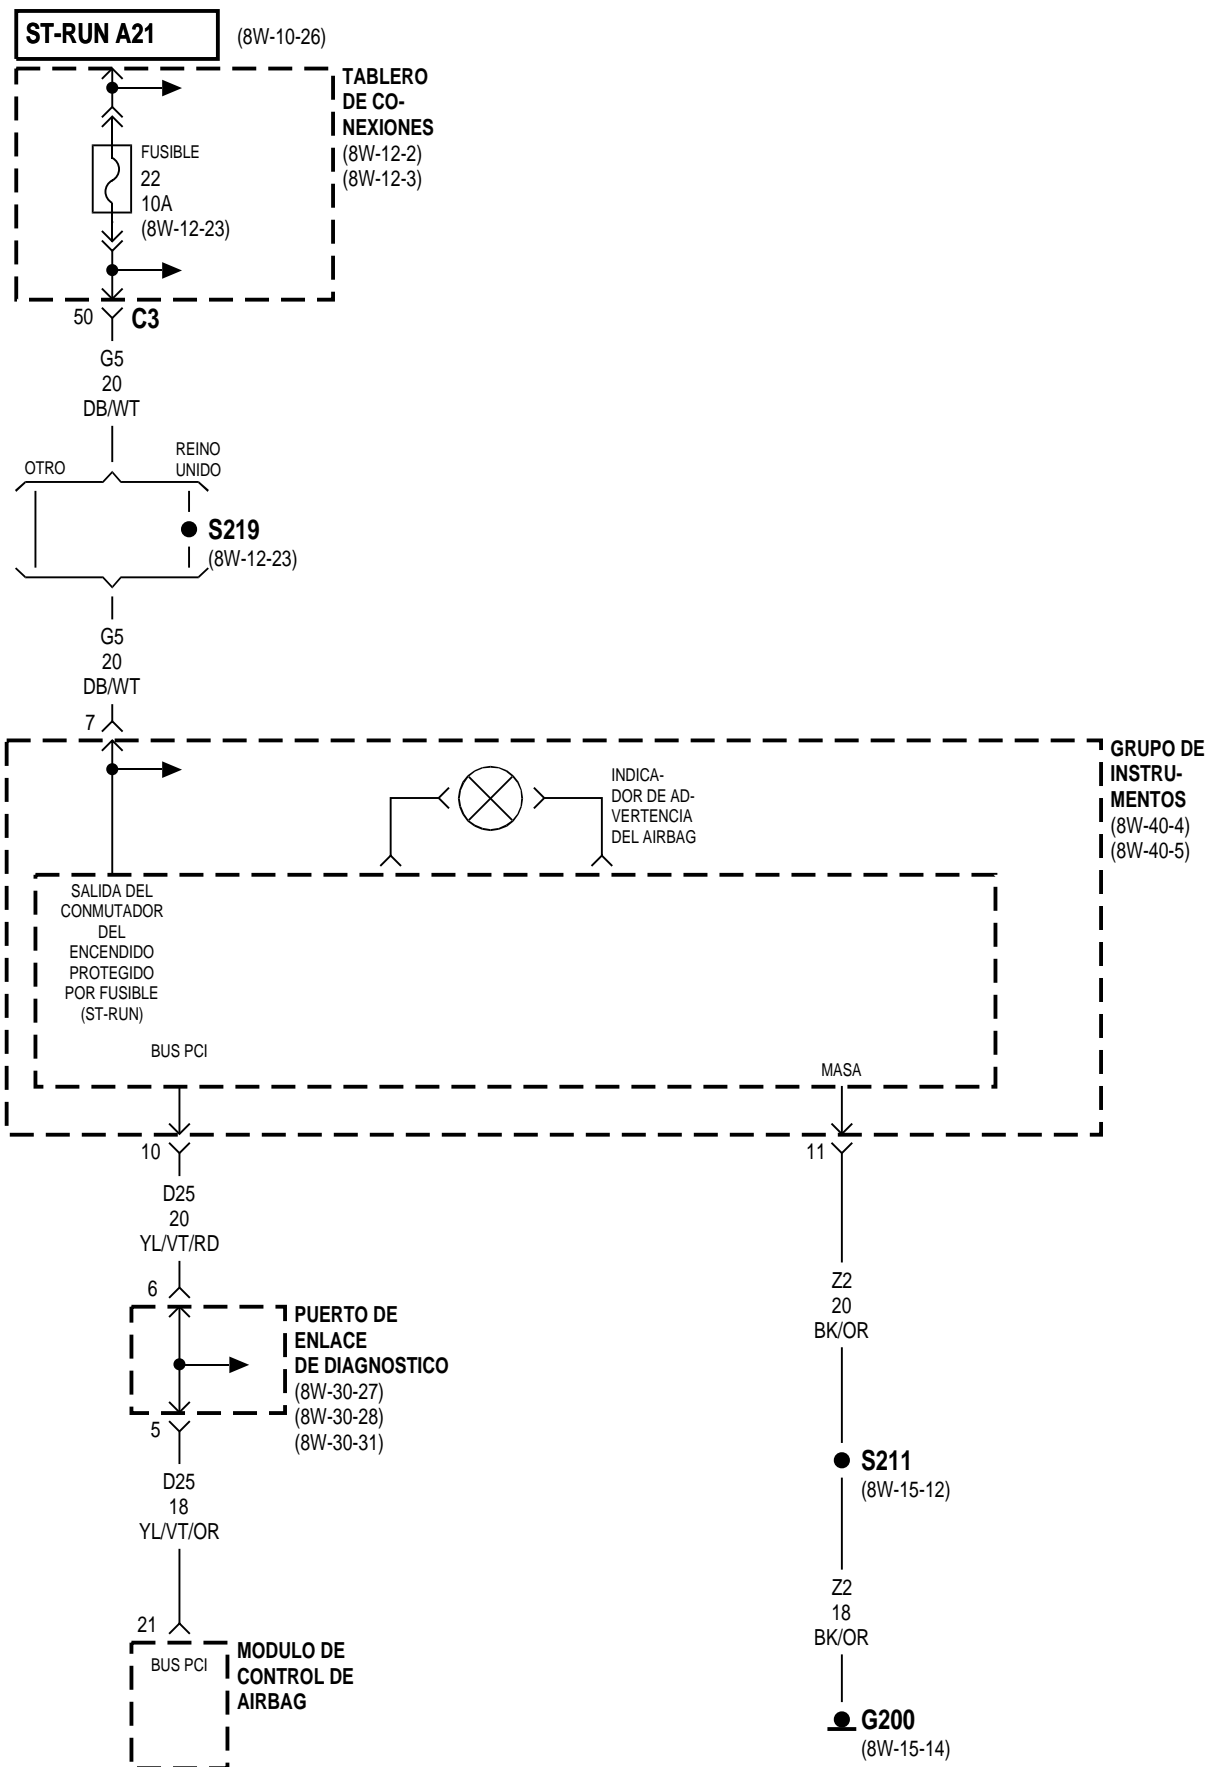 ST-RUN A21
(8W-10-26)
TABLERO
DE CO-
NEXIONES
(8W-12-2)
(8W-12-3)
FUSIBLE
22
10A
(8W-12-23)
50
C3
G5
20
DB/WT
OTRO
REINO
UNIDO
S219
(8W-12-23)
G5
20
DB/WT
7
GRUPO DE
INSTRU-
MENTOS
(8W-40-4)
(8W-40-5)
INDICA-
DOR DE AD-
VERTENCIA
DEL AIRBAG
SALIDA DEL
CONMUTADOR
DEL
ENCENDIDO
PROTEGIDO
POR FUSIBLE
(ST-RUN)
BUS PCI
MASA
10
11
D25
20
YL/VT/RD
6
PUERTO DE
ENLACE
DE DIAGNOSTICO
(8W-30-27)
(8W-30-28)
(8W-30-31)
5
D25
18
YL/VT/OR
21
BUS PCI
MODULO DE
CONTROL DE
AIRBAG
Z2
20
BK/OR
S211
(8W-15-12)
Z2
18
BK/OR
G200
(8W-15-14)